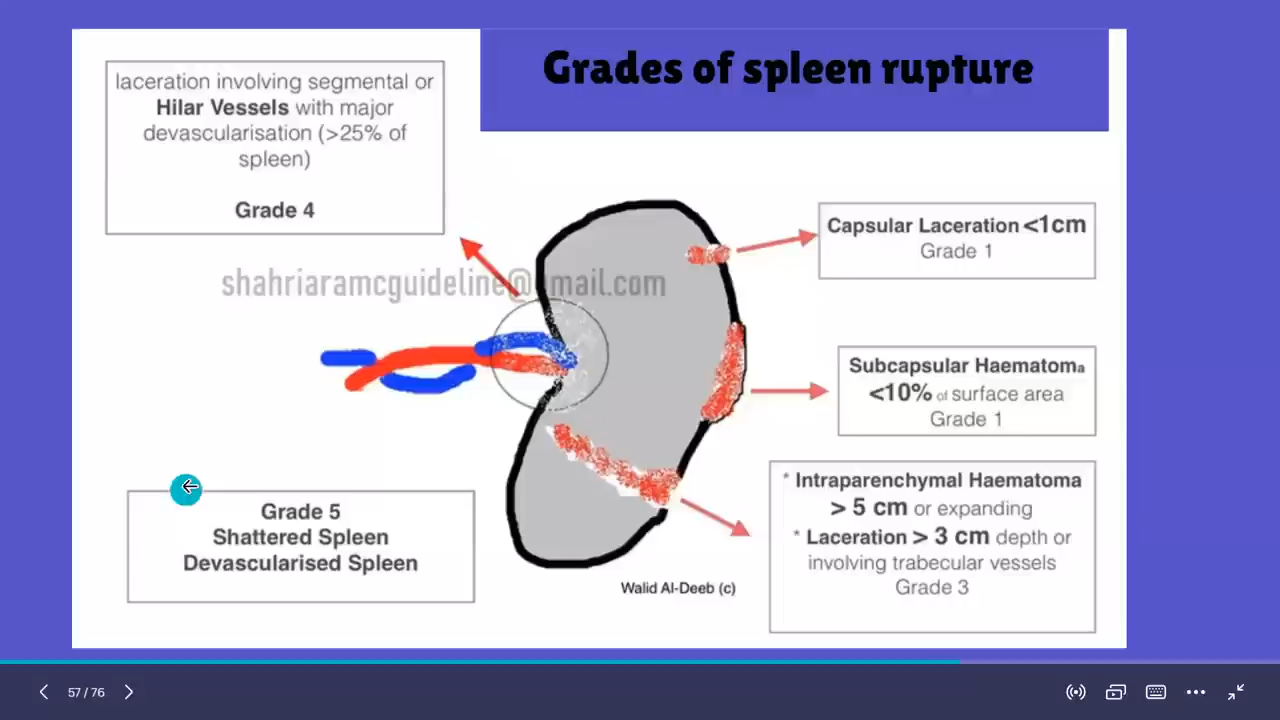 Grades of spleen rupture
laceration involving segmental or
Hilar Vessels with major
devascularisation (>25% of
spleen)
Grade 4
Capsular Laceration <1cm
Grade 1
shahriaramcguideline@gmail.com
Subcapsular Haematoma
<10% of surface area
Grade 1
* Intraparenchymal Haematoma
> 5 cm or expanding
* Laceration > 3 cm depth or
involving trabecular vessels
Grade 3
Grade 5
Shattered Spleen
Devascularised Spleen
Walid Al-Deeb (c)
57 / 76